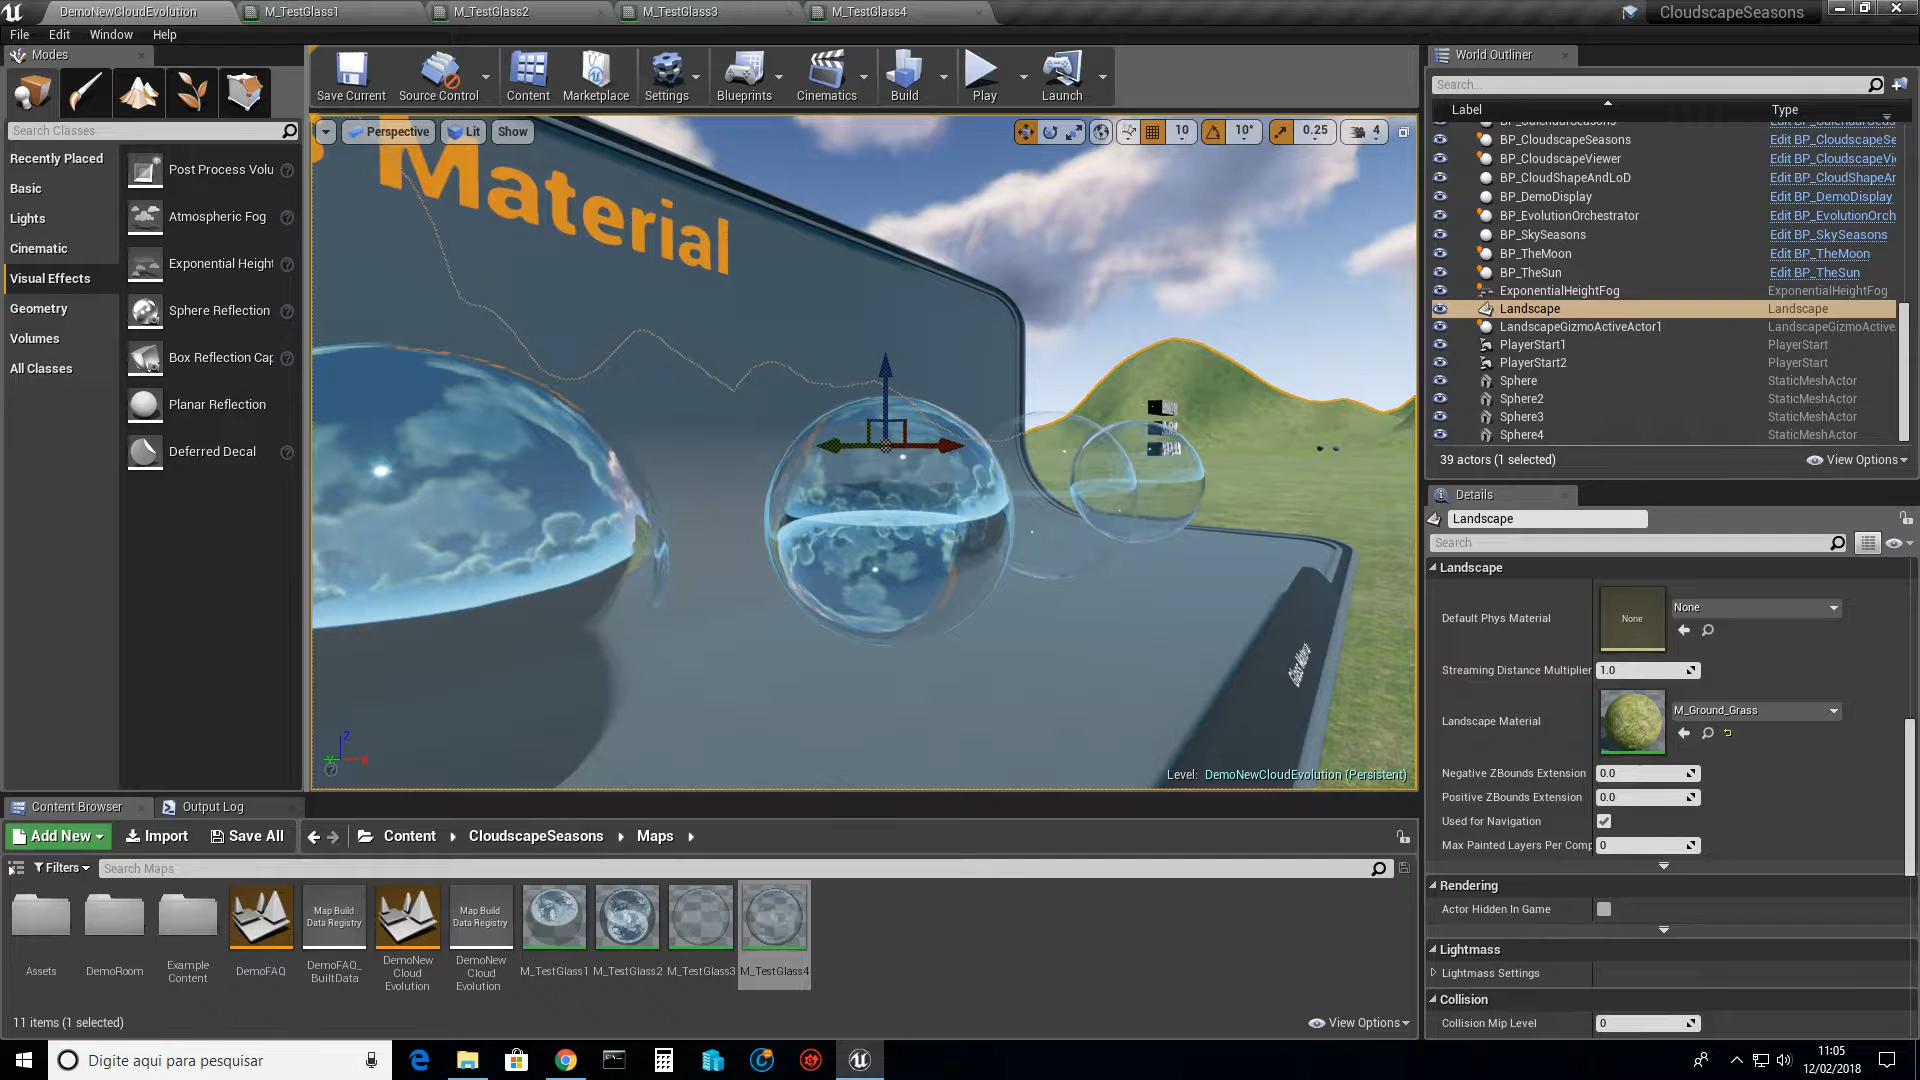 DemoNewCloudEvolution
M_TestGlass1
M_TestGlass2
M_TestGlass3
M_TestGlass4
CloudscapeSeasons
File Edit Window Help
Modes
Search Classes
Recently Placed
Basic
Lights
Cinematic
Visual Effects
Geometry
Volumes
All Classes
Post Process Volu
Atmospheric Fog
Exponential Height
Sphere Reflection
Box Reflection Cap
Planar Reflection
Deferred Decal
Save Current
Source Control
Content
Marketplace
Settings
Blueprints
Cinematics
Build
Play
Launch
Perspective
Lit
Show
10
10°
0.25
4
Material
Z
X
Level: DemoNewCloudEvolution (Persistent)
World Outliner
Search...
Label Type
BP_CloudscapeSeasons Edit BP_CloudscapeSe
BP_CloudscapeViewer Edit BP_CloudscapeVi
BP_CloudShapeAndLoD Edit BP_CloudShapeAr
BP_DemoDisplay Edit BP_DemoDisplay
BP_EvolutionOrchestrator Edit BP_EvolutionOrch
BP_SkySeasons Edit BP_SkySeasons
BP_TheMoon Edit BP_TheMoon
BP_TheSun Edit BP_TheSun
ExponentialHeightFog ExponentialHeightFog
Landscape Landscape
LandscapeGizmoActiveActor1 LandscapeGizmoActive
PlayerStart1 PlayerStart
PlayerStart2 PlayerStart
Sphere StaticMeshActor
Sphere2 StaticMeshActor
Sphere3 StaticMeshActor
Sphere4 StaticMeshActor
39 actors (1 selected)
View Options
Details
Landscape
Search
Landscape
Default Phys Material
None
None
Streaming Distance Multiplier
1.0
Landscape Material
M_Ground_Grass
Negative ZBounds Extension
0.0
Positive ZBounds Extension
0.0
Used for Navigation
Max Painted Layers Per Comp
0
Rendering
Actor Hidden In Game
Lightmass
Lightmass Settings
Collision
Collision Mip Level
0
Content Browser
Output Log
Add New
Import
Save All
Content
CloudscapeSeasons
Maps
Filters
Search Maps
Assets
DemoRoom
Example
Content
DemoFAQ
Map Build
Data Registry
DemoFAQ_
BuiltData
DemoNew
Cloud
Evolution
Map Build
Data Registry
DemoNew
Cloud
Evolution
M_TestGlass1
M_TestGlass2
M_TestGlass3
M_TestGlass4
11 items (1 selected)
View Options
Digite aqui para pesquisar
11:05
12/02/2018